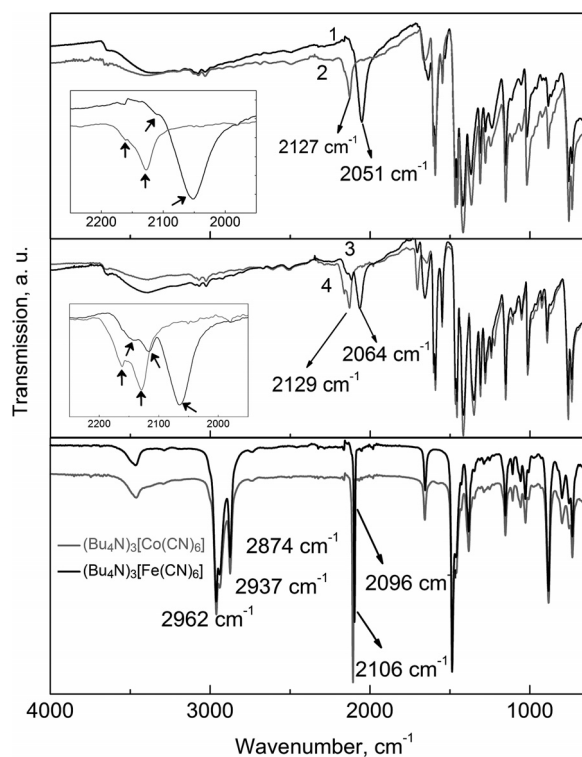 1
2
2127 cm⁻¹
2051 cm⁻¹
2200 2100 2000
3
4
2064 cm⁻¹
2129 cm⁻¹
2200 2100 2000
Transmission, a. u.
(Bu₄N)₃[Co(CN)₆]
(Bu₄N)₃[Fe(CN)₆]
2874 cm⁻¹
2937 cm⁻¹
2962 cm⁻¹
2096 cm⁻¹
2106 cm⁻¹
4000 3000 2000 1000
Wavenumber, cm⁻¹